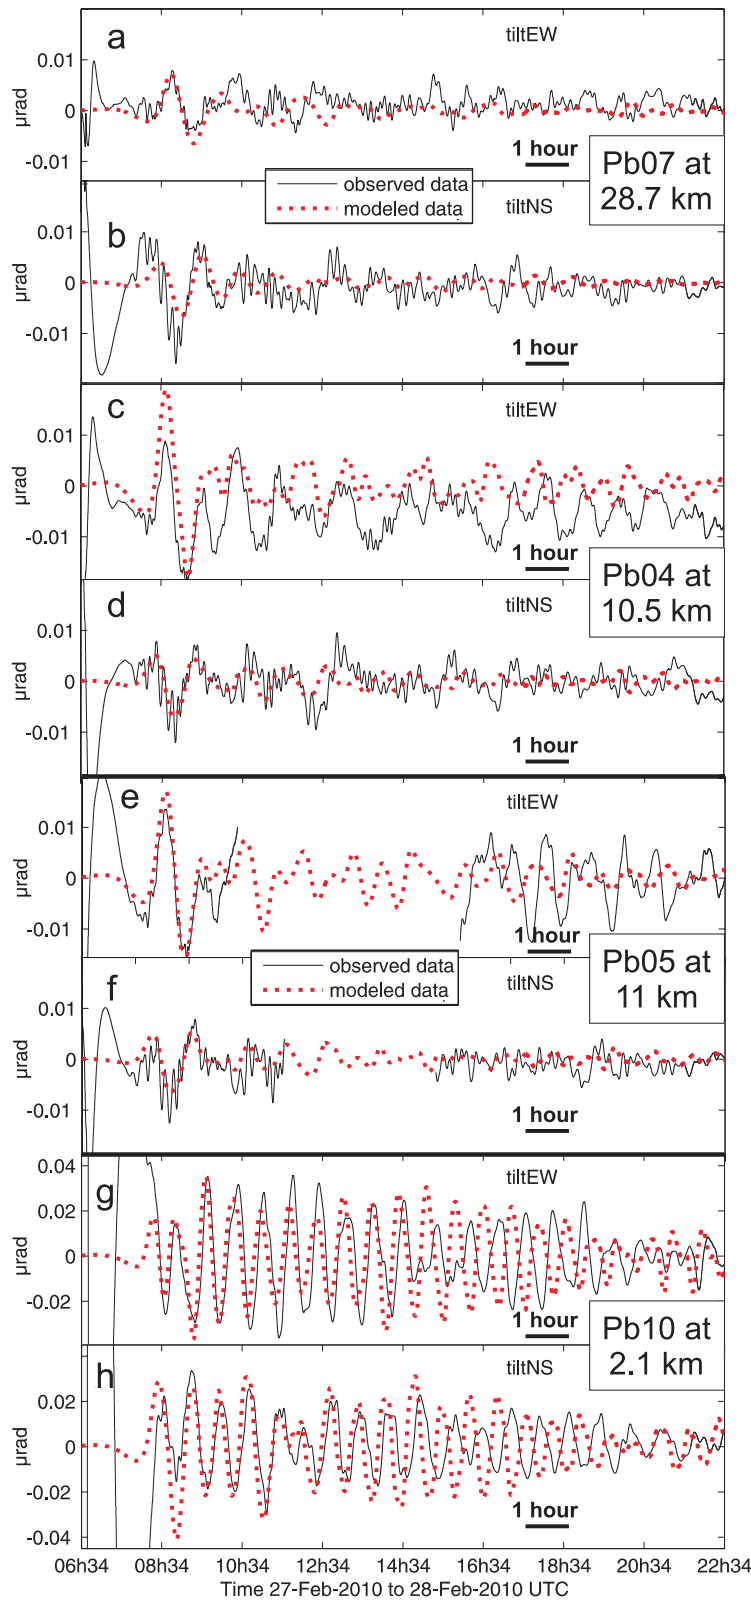 a
tiltEW
0.01
0
-0.01
µrad
1 hour
Pb07 at
28.7 km
observed data
modeled data
b
tiltNS
0.01
0
-0.01
µrad
1 hour
c
tiltEW
0.01
0
-0.01
µrad
1 hour
Pb04 at
10.5 km
d
tiltNS
0.01
0
-0.01
µrad
1 hour
e
tiltEW
0.01
0
-0.01
µrad
1 hour
Pb05 at
11 km
observed data
modeled data
f
tiltNS
0.01
0
-0.01
µrad
1 hour
g
tiltEW
0.04
0.02
0
-0.02
µrad
1 hour
Pb10 at
2.1 km
h
tiltNS
0.02
0
-0.02
-0.04
µrad
1 hour
06h34 08h34 10h34 12h34 14h34 16h34 18h34 20h34 22h34
Time 27-Feb-2010 to 28-Feb-2010 UTC